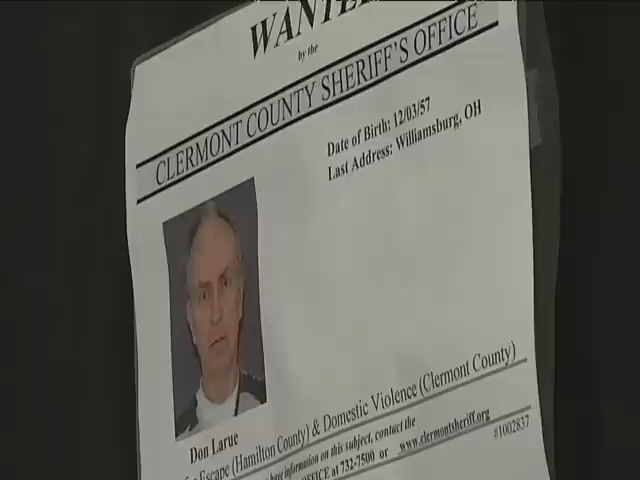 WANTED
by the
CLERMONT COUNTY SHERIFF'S OFFICE
Date of Birth: 12/03/57
Last Address: Williamsburg, OH
Don Larue
Escape (Hamilton County) & Domestic Violence (Clermont County)
information on this subject, contact the
OFFICE at 732-7500 or www.clermontsheriff.org
#1002837